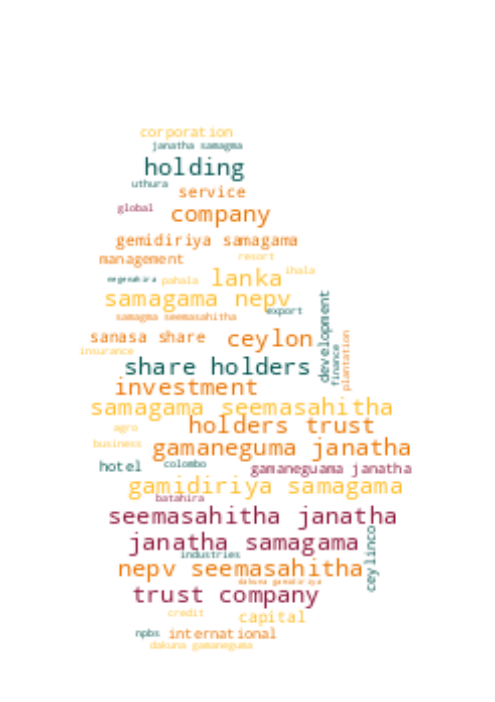 corporation
janatha samagma
holding
uthura
service
global
company
gemidiriya samagama
management
resort
ihala
pahala
lanka
samagama nepv
export
samagma seemasahitha
development
sanasa share
ceylon
finance
plantation
insurance
share holders
investment
samagama seemasahitha
agro
holders trust
business
gamaneguma janatha
hotel
colombo
gamaneguama janatha
gamidiriya samagama
batahira
seemasahitha janatha
janatha samagama
industries
ceylinco
nepv seemasahitha
trust company
credit
capital
npbs
international
dakuna gamaneguma